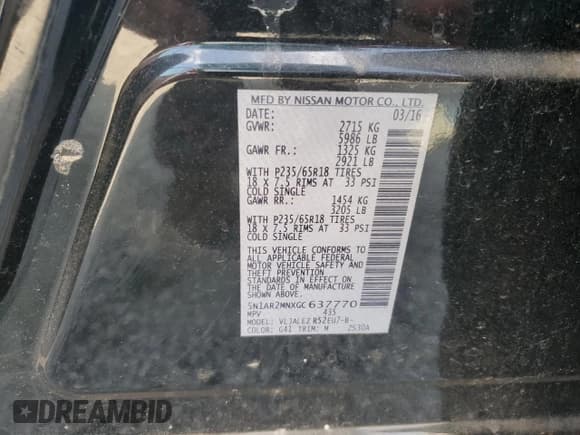 MFD BY NISSAN MOTOR CO., LTD.
DATE: 03/16
GVWR: 2715 KG
5986 LB
GAWR FR.: 1325 KG
2921 LB
WITH P235/65R18 TIRES
18 X 7.5 RIMS AT 33 PSI
COLD SINGLE
GAWR RR.: 1454 KG
3205 LB
WITH P235/65R18 TIRES
18 X 7.5 RIMS AT 33 PSI
COLD SINGLE
THIS VEHICLE CONFORMS TO
ALL APPLICABLE FEDERAL
MOTOR VEHICLE SAFETY AND
THEFT PREVENTION
STANDARDS IN EFFECT ON
THE DATE OF MANUFACTURE
SHOWN ABOVE.
5N1AR2MNXGC637770
MPV 435
MODEL: VLJALEZ R52EU7-B-
COLOR: G41 TRIM: M 2530A
DREAMBID